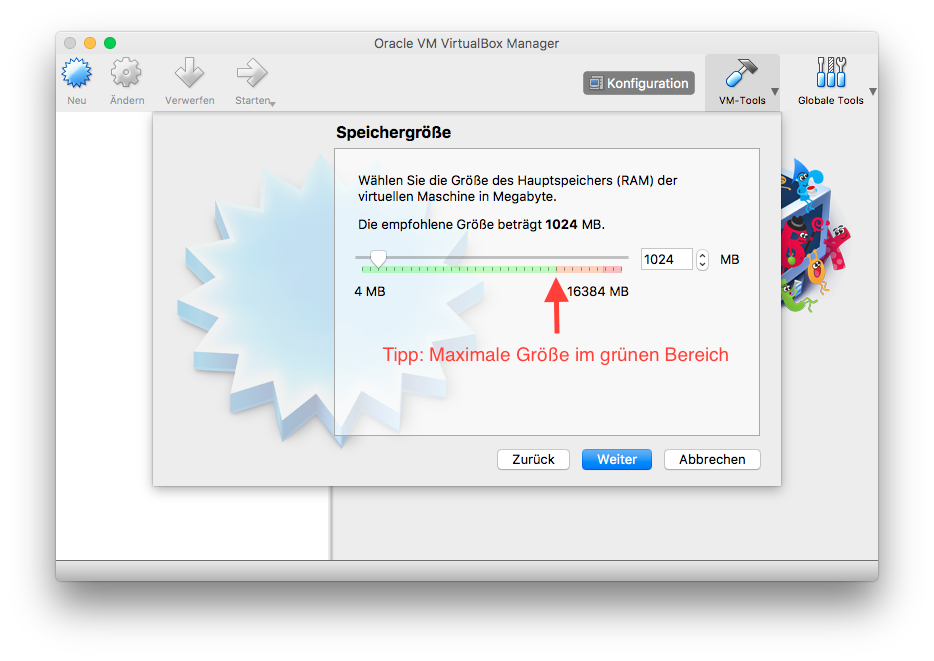 Oracle VM VirtualBox Manager
Neu
Ändern
Verwerfen
Starten
Konfiguration
VM-Tools
Globale Tools
Speichergröße
Wählen Sie die Größe des Hauptspeichers (RAM) der
virtuellen Maschine in Megabyte.
Die empfohlene Größe beträgt 1024 MB.
1024 MB
4 MB 16384 MB
Tipp: Maximale Größe im grünen Bereich
Zurück Weiter Abbrechen